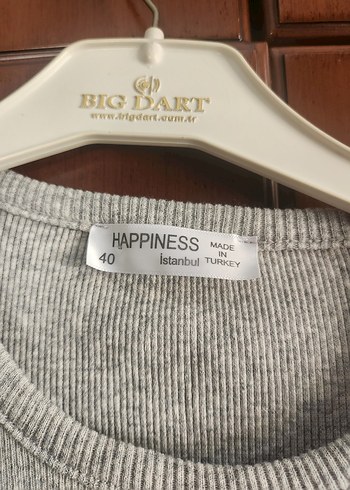 BIG DART
www.bigdart.com.tr
HAPPINESS
40
İstanbul
MADE
IN
TURKEY